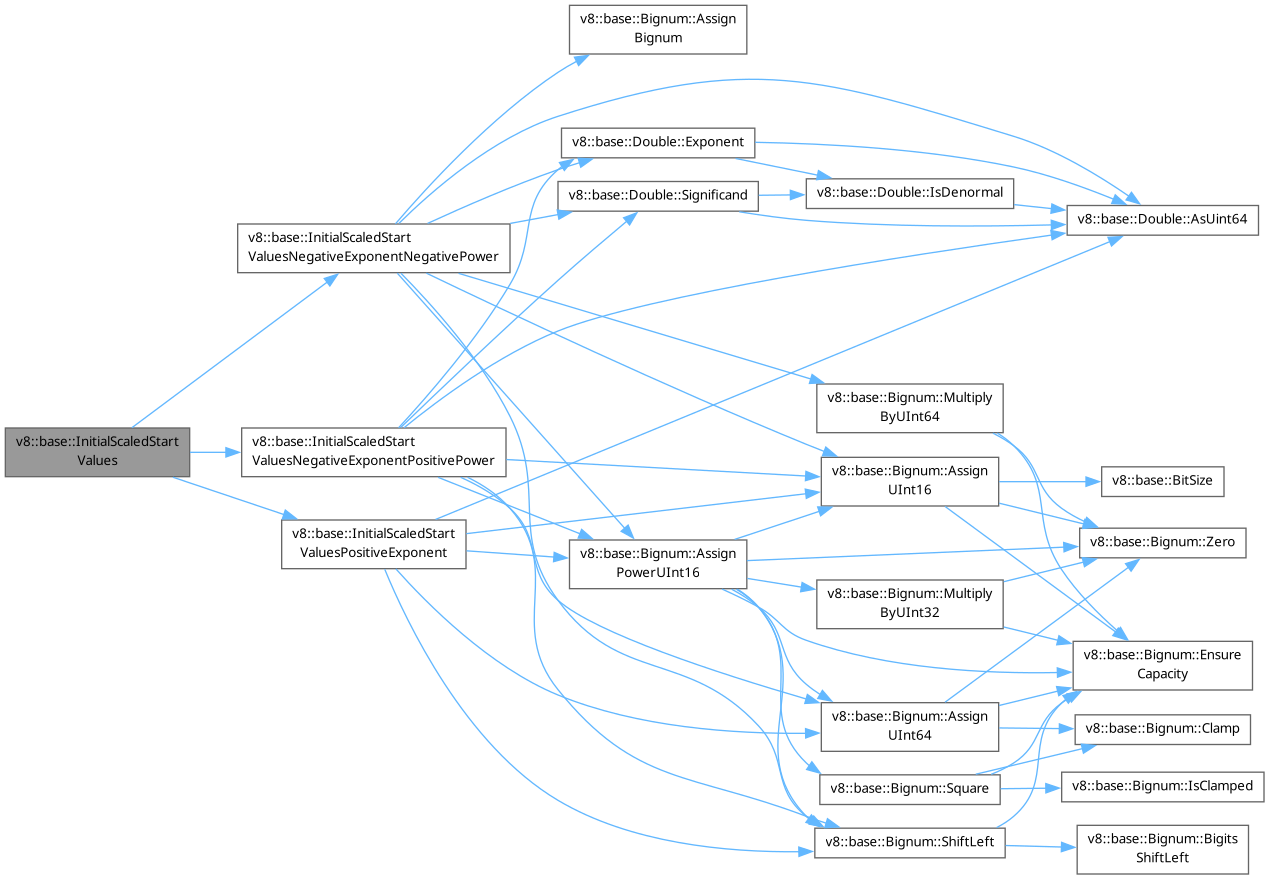 v8::base::InitialScaledStart
Values
v8::base::InitialScaledStart
ValuesNegativeExponentNegativePower
v8::base::InitialScaledStart
ValuesNegativeExponentPositivePower
v8::base::InitialScaledStart
ValuesPositiveExponent
v8::base::Bignum::Assign
Bignum
v8::base::Double::Exponent
v8::base::Double::Significand
v8::base::Bignum::Assign
PowerUInt16
v8::base::Double::IsDenormal
v8::base::Bignum::Multiply
ByUInt64
v8::base::Bignum::Assign
UInt16
v8::base::Bignum::Multiply
ByUInt32
v8::base::Bignum::Assign
UInt64
v8::base::Bignum::Square
v8::base::Bignum::ShiftLeft
v8::base::Double::AsUint64
v8::base::BitSize
v8::base::Bignum::Zero
v8::base::Bignum::Ensure
Capacity
v8::base::Bignum::Clamp
v8::base::Bignum::IsClamped
v8::base::Bignum::Bigits
ShiftLeft